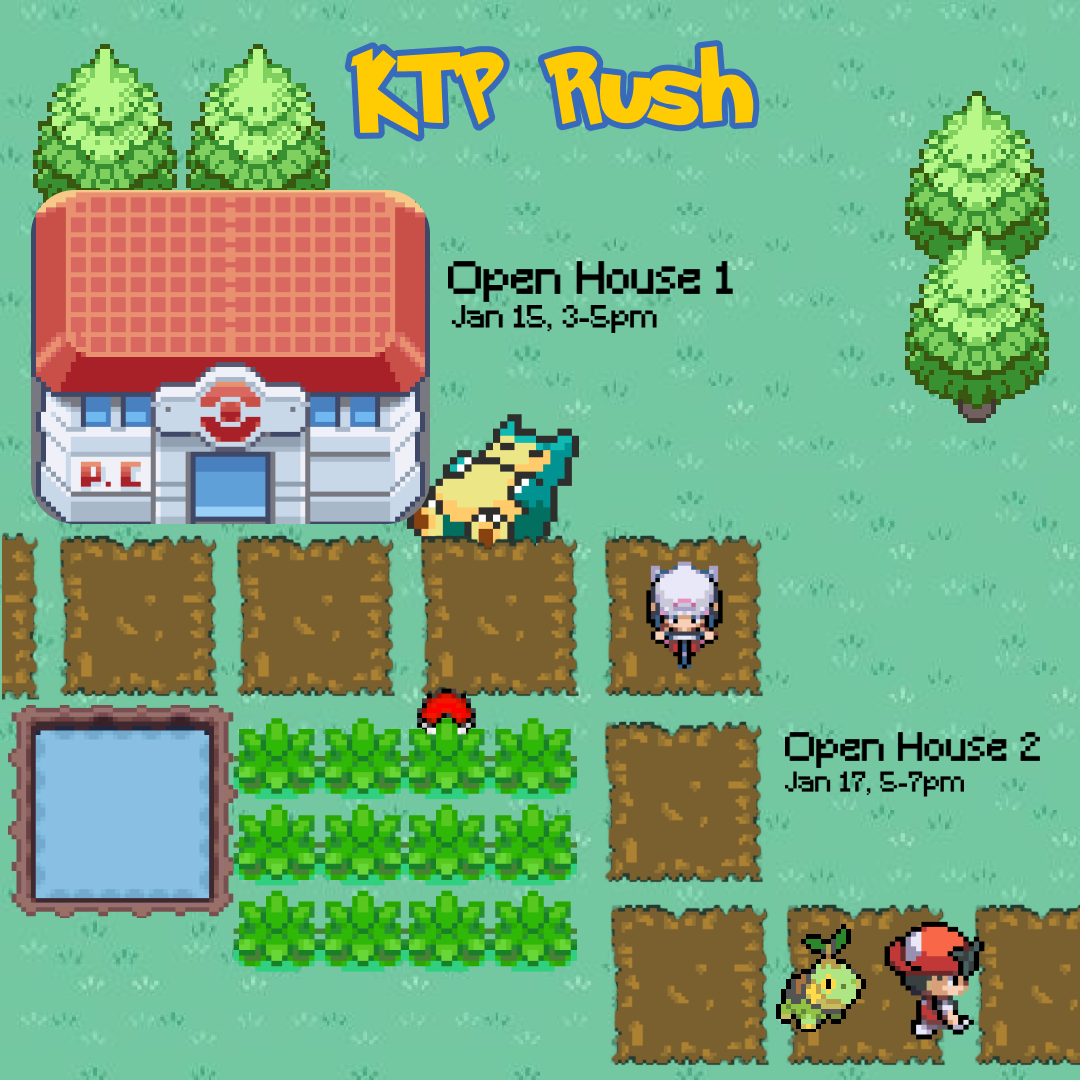 KTP Rush
Open House 1
Jan 15, 3-5pm
P.C
Open House 2
Jan 17, 5-7pm